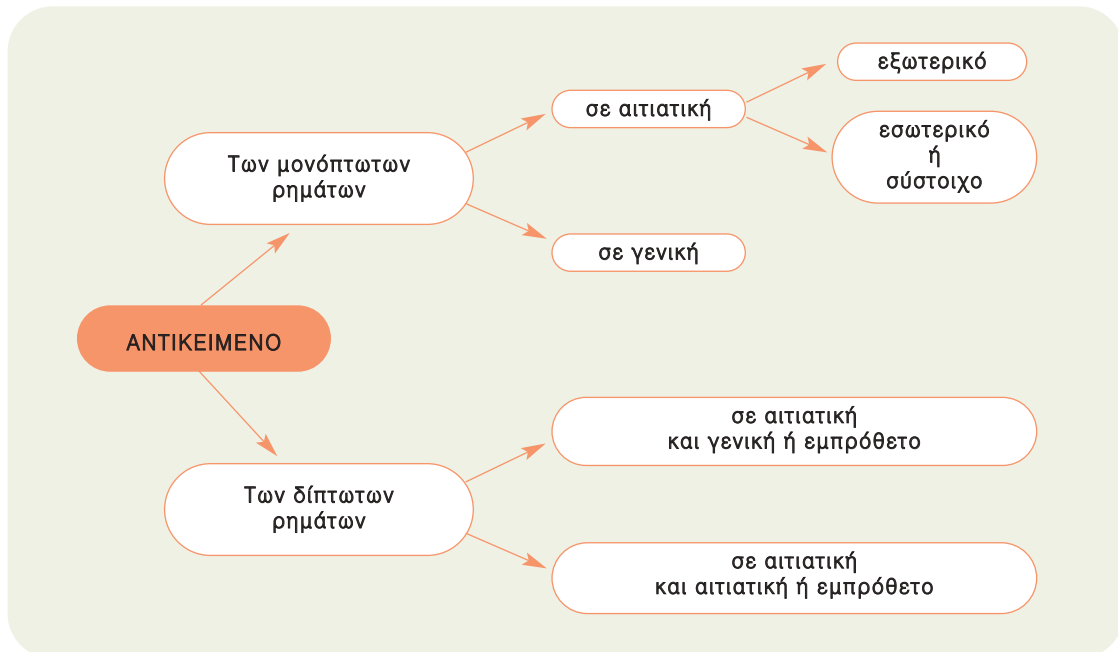 εξωτερικό
σε αιτιατική
εσωτερικό
ή
σύστοιχο
Των μονόπτωτων
ρημάτων
σε γενική
ΑΝΤΙΚΕΙΜΕΝΟ
σε αιτιατική
και γενική ή εμπρόθετο
Των δίπτωτων
ρημάτων
σε αιτιατική
και αιτιατική ή εμπρόθετο